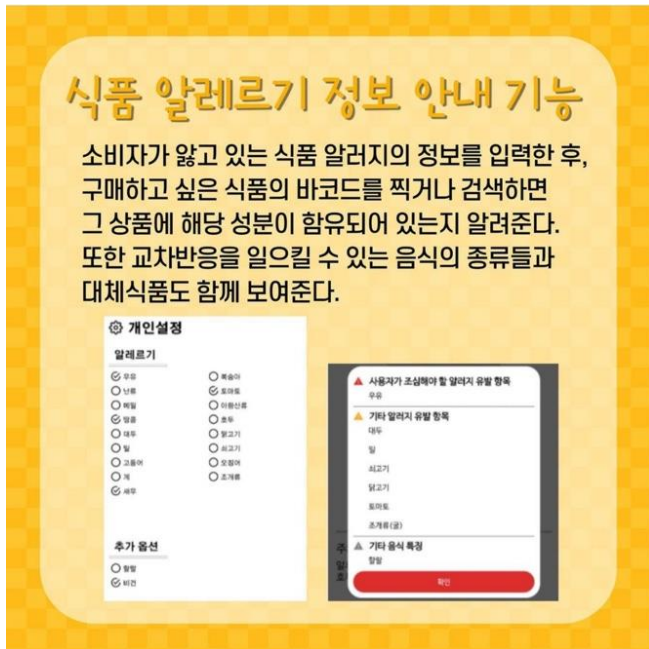 식품 알레르기 정보 안내 기능
소비자가 앓고 있는 식품 알러지의 정보를 입력한 후,
구매하고 싶은 식품의 바코드를 찍거나 검색하면
그 상품에 해당 성분이 함유되어 있는지 알려준다.
또한 교차반응을 일으킬 수 있는 음식의 종류들과
대체식품도 함께 보여준다.
개인설정
알레르기
우유
난류
메밀
땅콩
대두
밀
고등어
게
새우
복숭아
토마토
아황산류
호두
닭고기
쇠고기
오징어
조개류
추가 옵션
할랄
비건
사용자가 조심해야 할 알러지 유발 항목
우유
기타 알러지 유발 항목
대두
밀
쇠고기
닭고기
토마토
조개류(굴)
기타 음식 특징
할랄
확인